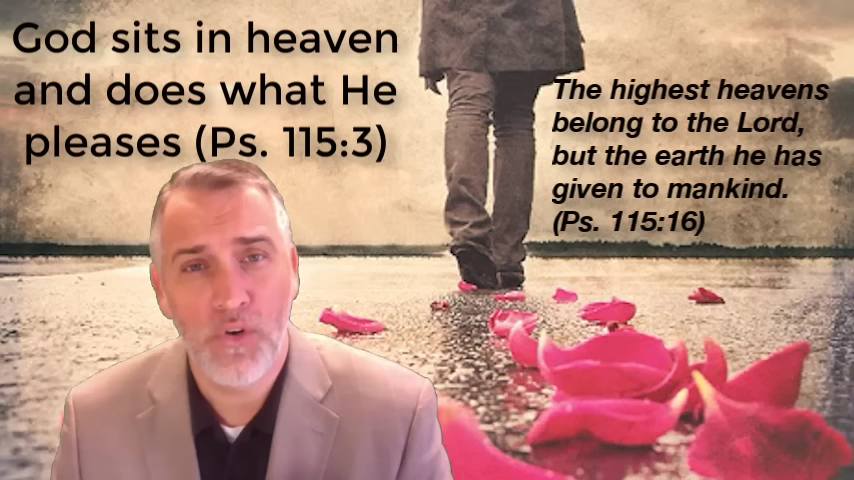 God sits in heaven
and does what He
pleases (Ps. 115:3)
The highest heavens
belong to the Lord,
but the earth he has
given to mankind.
(Ps. 115:16)